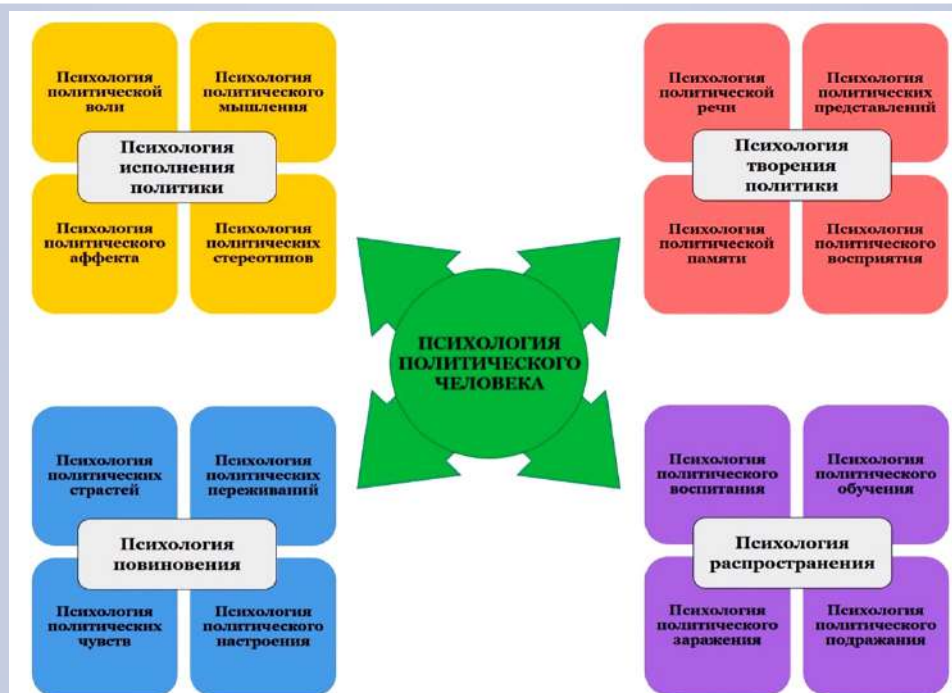 Психология
политической
воли
Психология
политического
мышления
Психология
исполнения
политики
Психология
политического
аффекта
Психология
политических
стереотипов
Психология
политической
речи
Психология
политических
представлений
Психология
творения
политики
Психология
политической
памяти
Психология
политического
восприятия
ПСИХОЛОГИЯ
ПОЛИТИЧЕСКОГО
ЧЕЛОВЕКА
Психология
политических
страстей
Психология
политических
переживаний
Психология
повиновения
Психология
политических
чувств
Психология
политического
настроения
Психология
политического
воспитания
Психология
политического
обучения
Психология
распространения
Психология
политического
заражения
Психология
политического
подражания